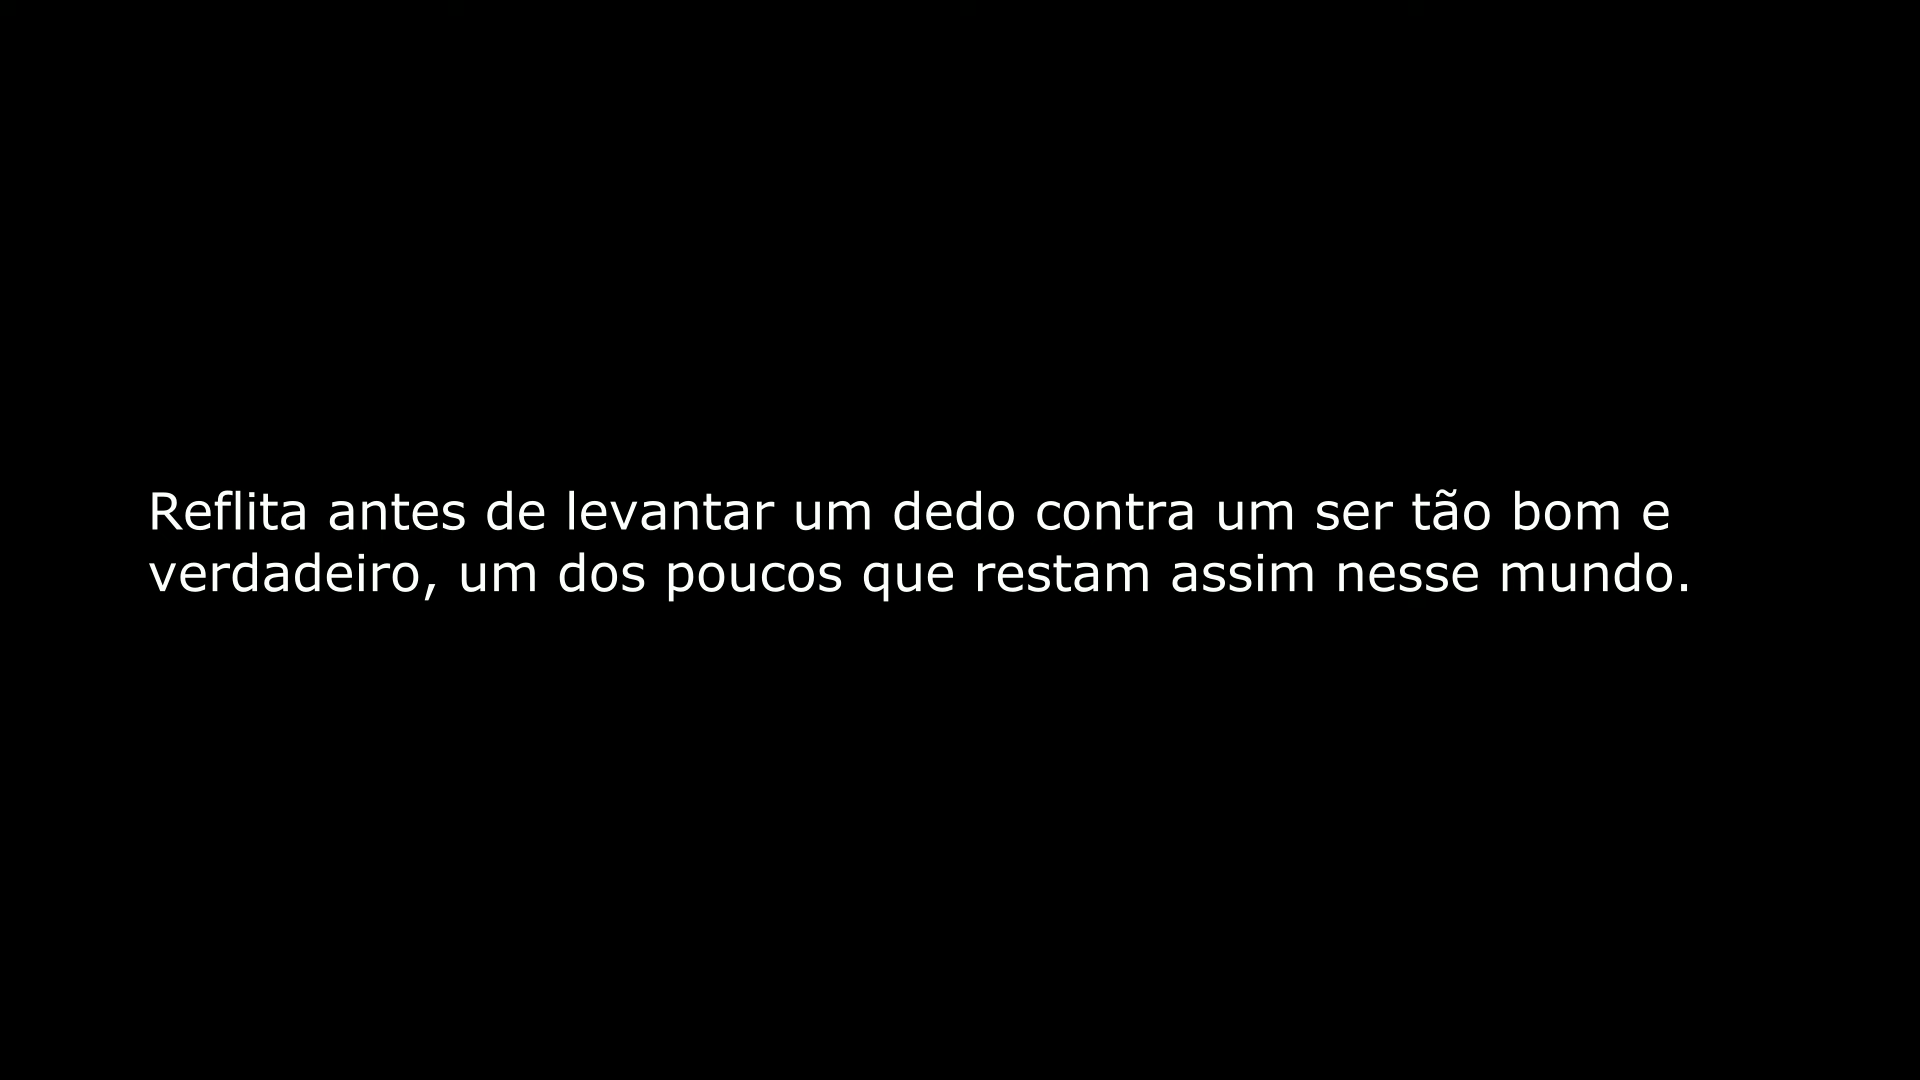 Reflita antes de levantar um dedo contra um ser tão bom e
verdadeiro, um dos poucos que restam assim nesse mundo.